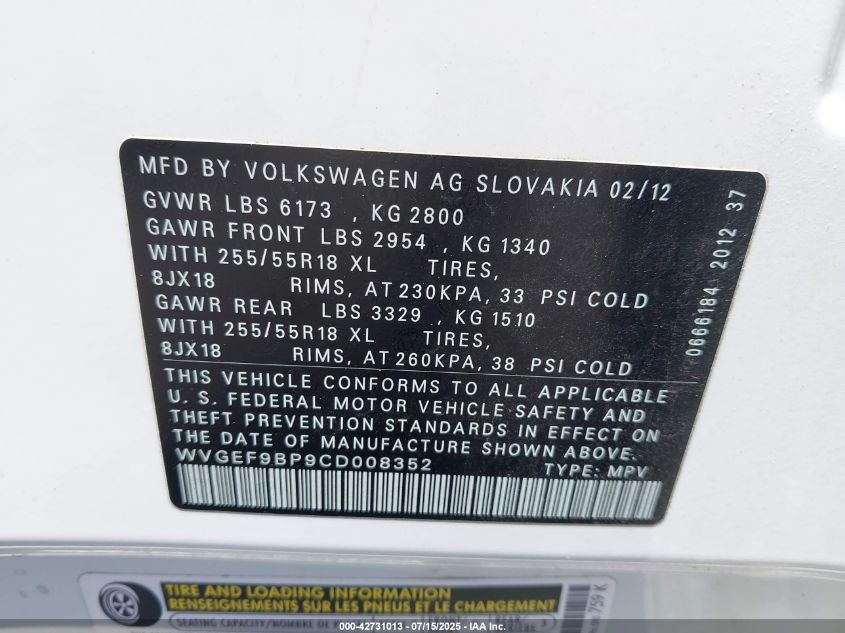 MFD BY VOLKSWAGEN AG SLOVAKIA 02/12
GVWR LBS 6173 , KG 2800
GAWR FRONT LBS 2954 , KG 1340
WITH 255/55R18 XL TIRES,
8JX18 RIMS, AT 230KPA, 33 PSI COLD
GAWR REAR LBS 3329 , KG 1510
WITH 255/55R18 XL TIRES,
8JX18 RIMS, AT 260KPA, 38 PSI COLD
THIS VEHICLE CONFORMS TO ALL APPLICABLE
U. S. FEDERAL MOTOR VEHICLE SAFETY AND
THEFT PREVENTION STANDARDS IN EFFECT ON
THE DATE OF MANUFACTURE SHOWN ABOVE.
WVGEF9BP9CD008352 TYPE: MPV
0666184 2012 37
TIRE AND LOADING INFORMATION
RENSEIGNEMENTS SUR LES PNEUS ET LE CHARGEMENT
SEATING CAPACITY/NOMBRE DE
759 K
000-42731013 - 07/15/2025 - IAA Inc.